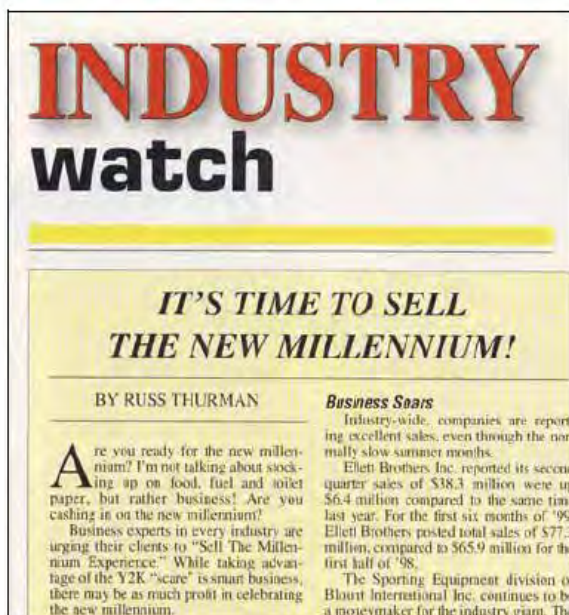 INDUSTRY
watch
IT'S TIME TO SELL
THE NEW MILLENNIUM!
BY RUSS THURMAN
Are you ready for the new millen-
nium? I'm not talking about stock-
ing up on food, fuel and toilet
paper, but rather business! Are you
cashing in on the new millennium?
Business experts in every industry are
urging their clients to "Sell The Millen-
nium Experience." While taking advan-
tage of the Y2K "scare" is smart business,
there may be as much profit in celebrating
the new millennium.
Business Soars
Industry-wide, companies are report-
ing excellent sales, even through the nor-
mally slow summer months.
Ellett Brothers Inc. reported its second
quarter sales of $38.3 million were up
$6.4 million compared to the same time
last year. For the first six months of '99,
Ellett Brothers posted total sales of $77.3
million, compared to $65.9 million for the
first half of '98.
The Sporting Equipment division of
Blount International Inc. continues to be
a moneymaker for the industry giant. The